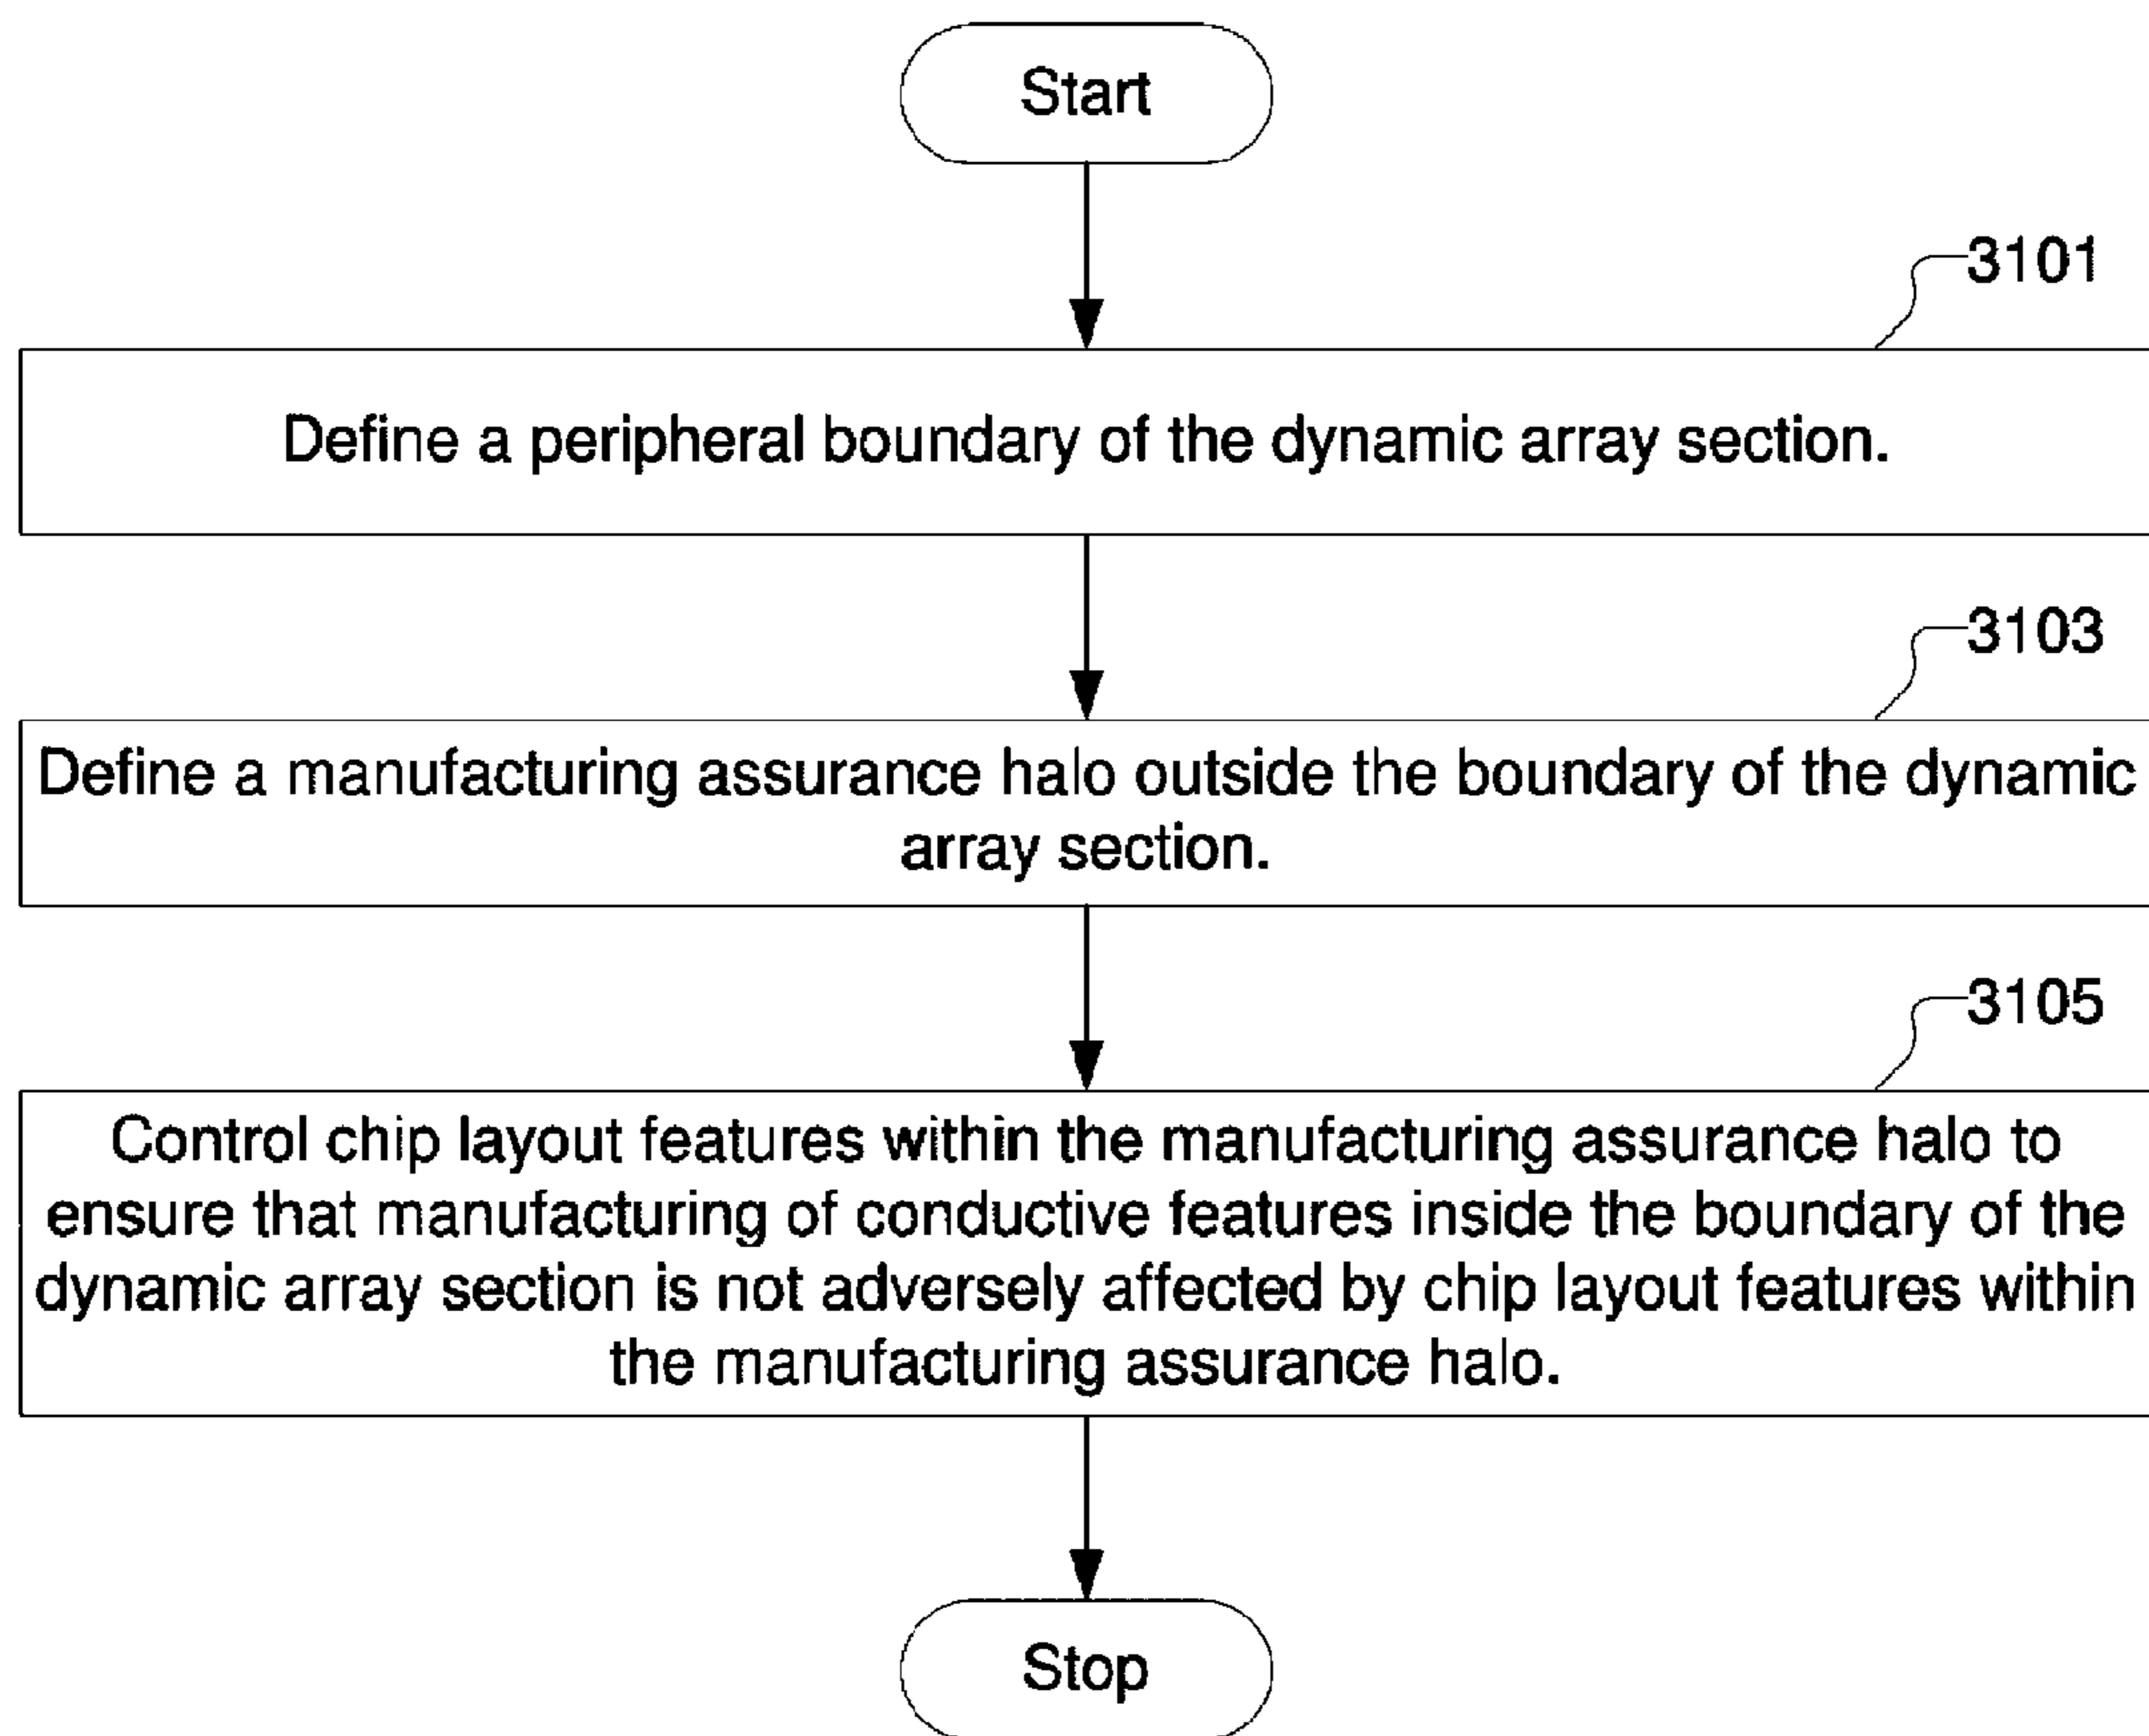 Start
3101
Define a peripheral boundary of the dynamic array section.
3103
Define a manufacturing assurance halo outside the boundary of the dynamic
array section.
3105
Control chip layout features within the manufacturing assurance halo to
ensure that manufacturing of conductive features inside the boundary of the
dynamic array section is not adversely affected by chip layout features within
the manufacturing assurance halo.
Stop